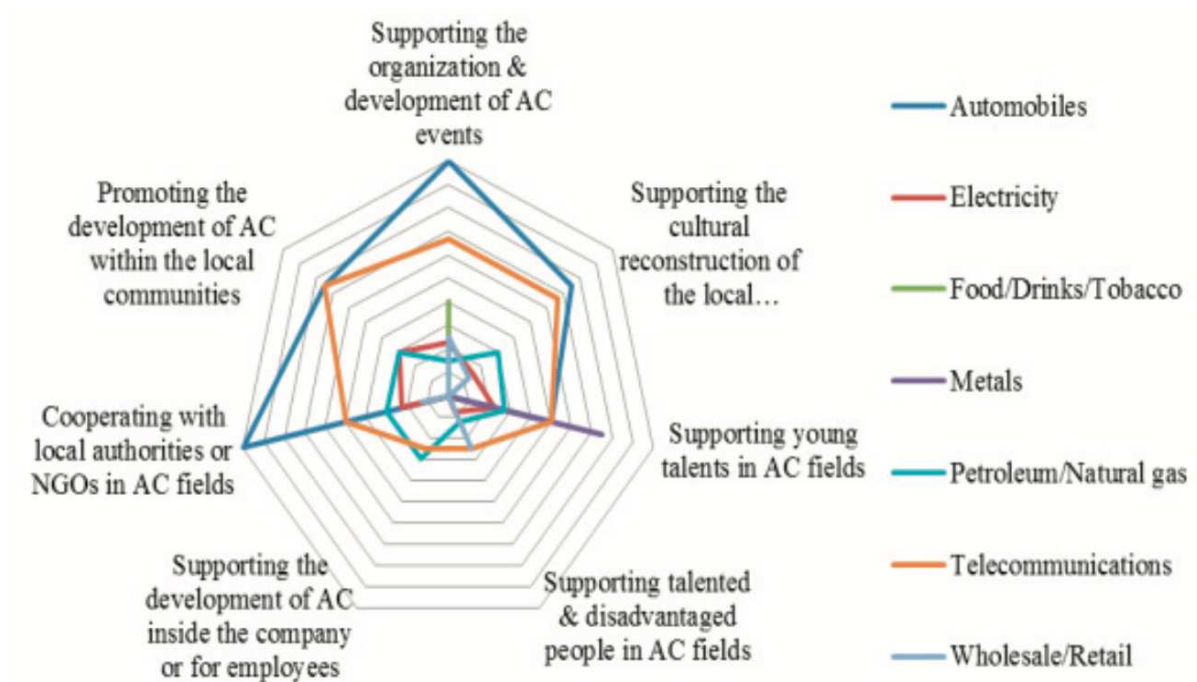 Supporting the
organization &
development of AC
events
Supporting the
cultural
reconstruction of
the local…
Supporting young
talents in AC fields
Supporting talented
& disadvantaged
people in AC fields
Supporting the
development of AC
inside the company
or for employees
Cooperating with
local authorities or
NGOs in AC fields
Promoting the
development of AC
within the local
communities
Automobiles
Electricity
Food/Drinks/Tobacco
Metals
Petroleum/Natural gas
Telecommunications
Wholesale/Retail